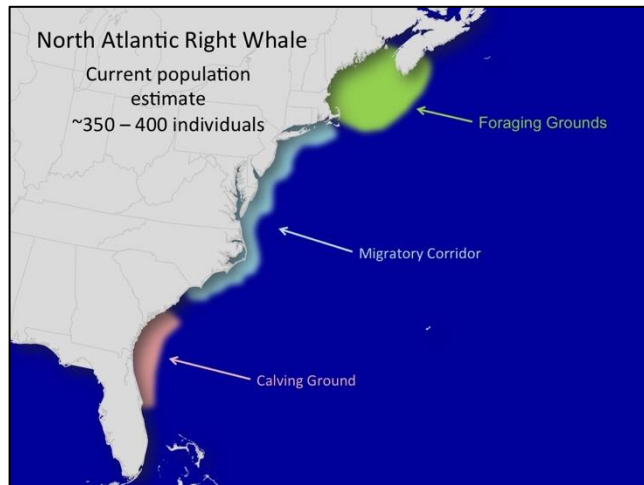 North Atlantic Right Whale
Current population
estimate
~350 – 400 individuals
Foraging Grounds
Migratory Corridor
Calving Ground